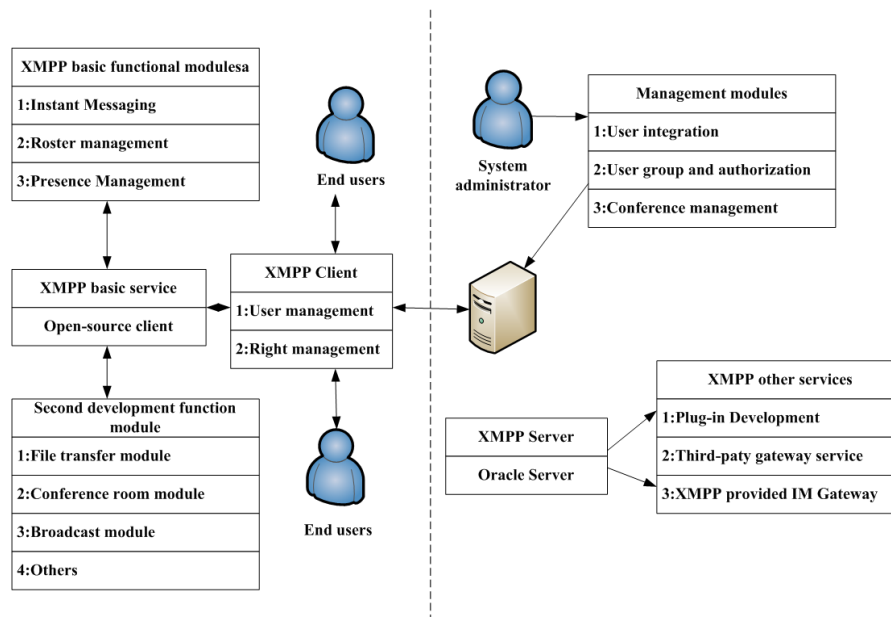 XMPP basic functional modulesa
1:Instant Messaging
2:Roster management
3:Presence Management
End users
XMPP basic service
Open-source client
XMPP Client
1:User management
2:Right management
Second development function
module
1:File transfer module
2:Conference room module
3:Broadcast module
4:Others
End users
System
administrator
Management modules
1:User integration
2:User group and authorization
3:Conference management
XMPP Server
Oracle Server
XMPP other services
1:Plug-in Development
2:Third-paty gateway service
3:XMPP provided IM Gateway